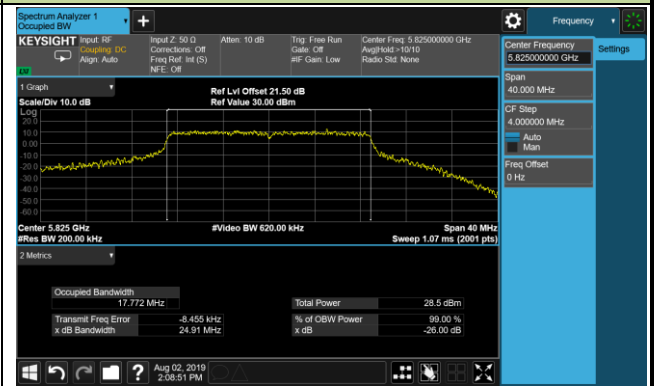 Spectrum Analyzer 1
Occupied BW
Frequency
KEYSIGHT
Input: RF
Coupling: DC
Align: Auto
Input Z: 50 Ω
Corrections: Off
Freq Ref: Int (S)
NFE: Off
Atten: 10 dB
Trig: Free Run
Gate: Off
#IF Gain: Low
Center Freq: 5.825000000 GHz
Avg|Hold:>10/10
Radio Std: None
Center Frequency
5.825000000 GHz
Settings
Span
40.000 MHz
CF Step
4.000000 MHz
Auto
Man
Freq Offset
0 Hz
1 Graph
Scale/Div 10.0 dB
Ref Lvl Offset 21.50 dB
Ref Value 30.00 dBm
Log
20.0
10.0
0.00
-10.0
-20.0
-30.0
-40.0
-50.0
-60.0
Center 5.825 GHz
#Res BW 200.00 kHz
#Video BW 620.00 kHz
Span 40 MHz
Sweep 1.07 ms (2001 pts)
2 Metrics
Occupied Bandwidth
17.772 MHz
Total Power 28.5 dBm
Transmit Freq Error -8.455 kHz
% of OBW Power 99.00 %
x dB Bandwidth 24.91 MHz
x dB -26.00 dB
?
Aug 02, 2019
2:08:51 PM